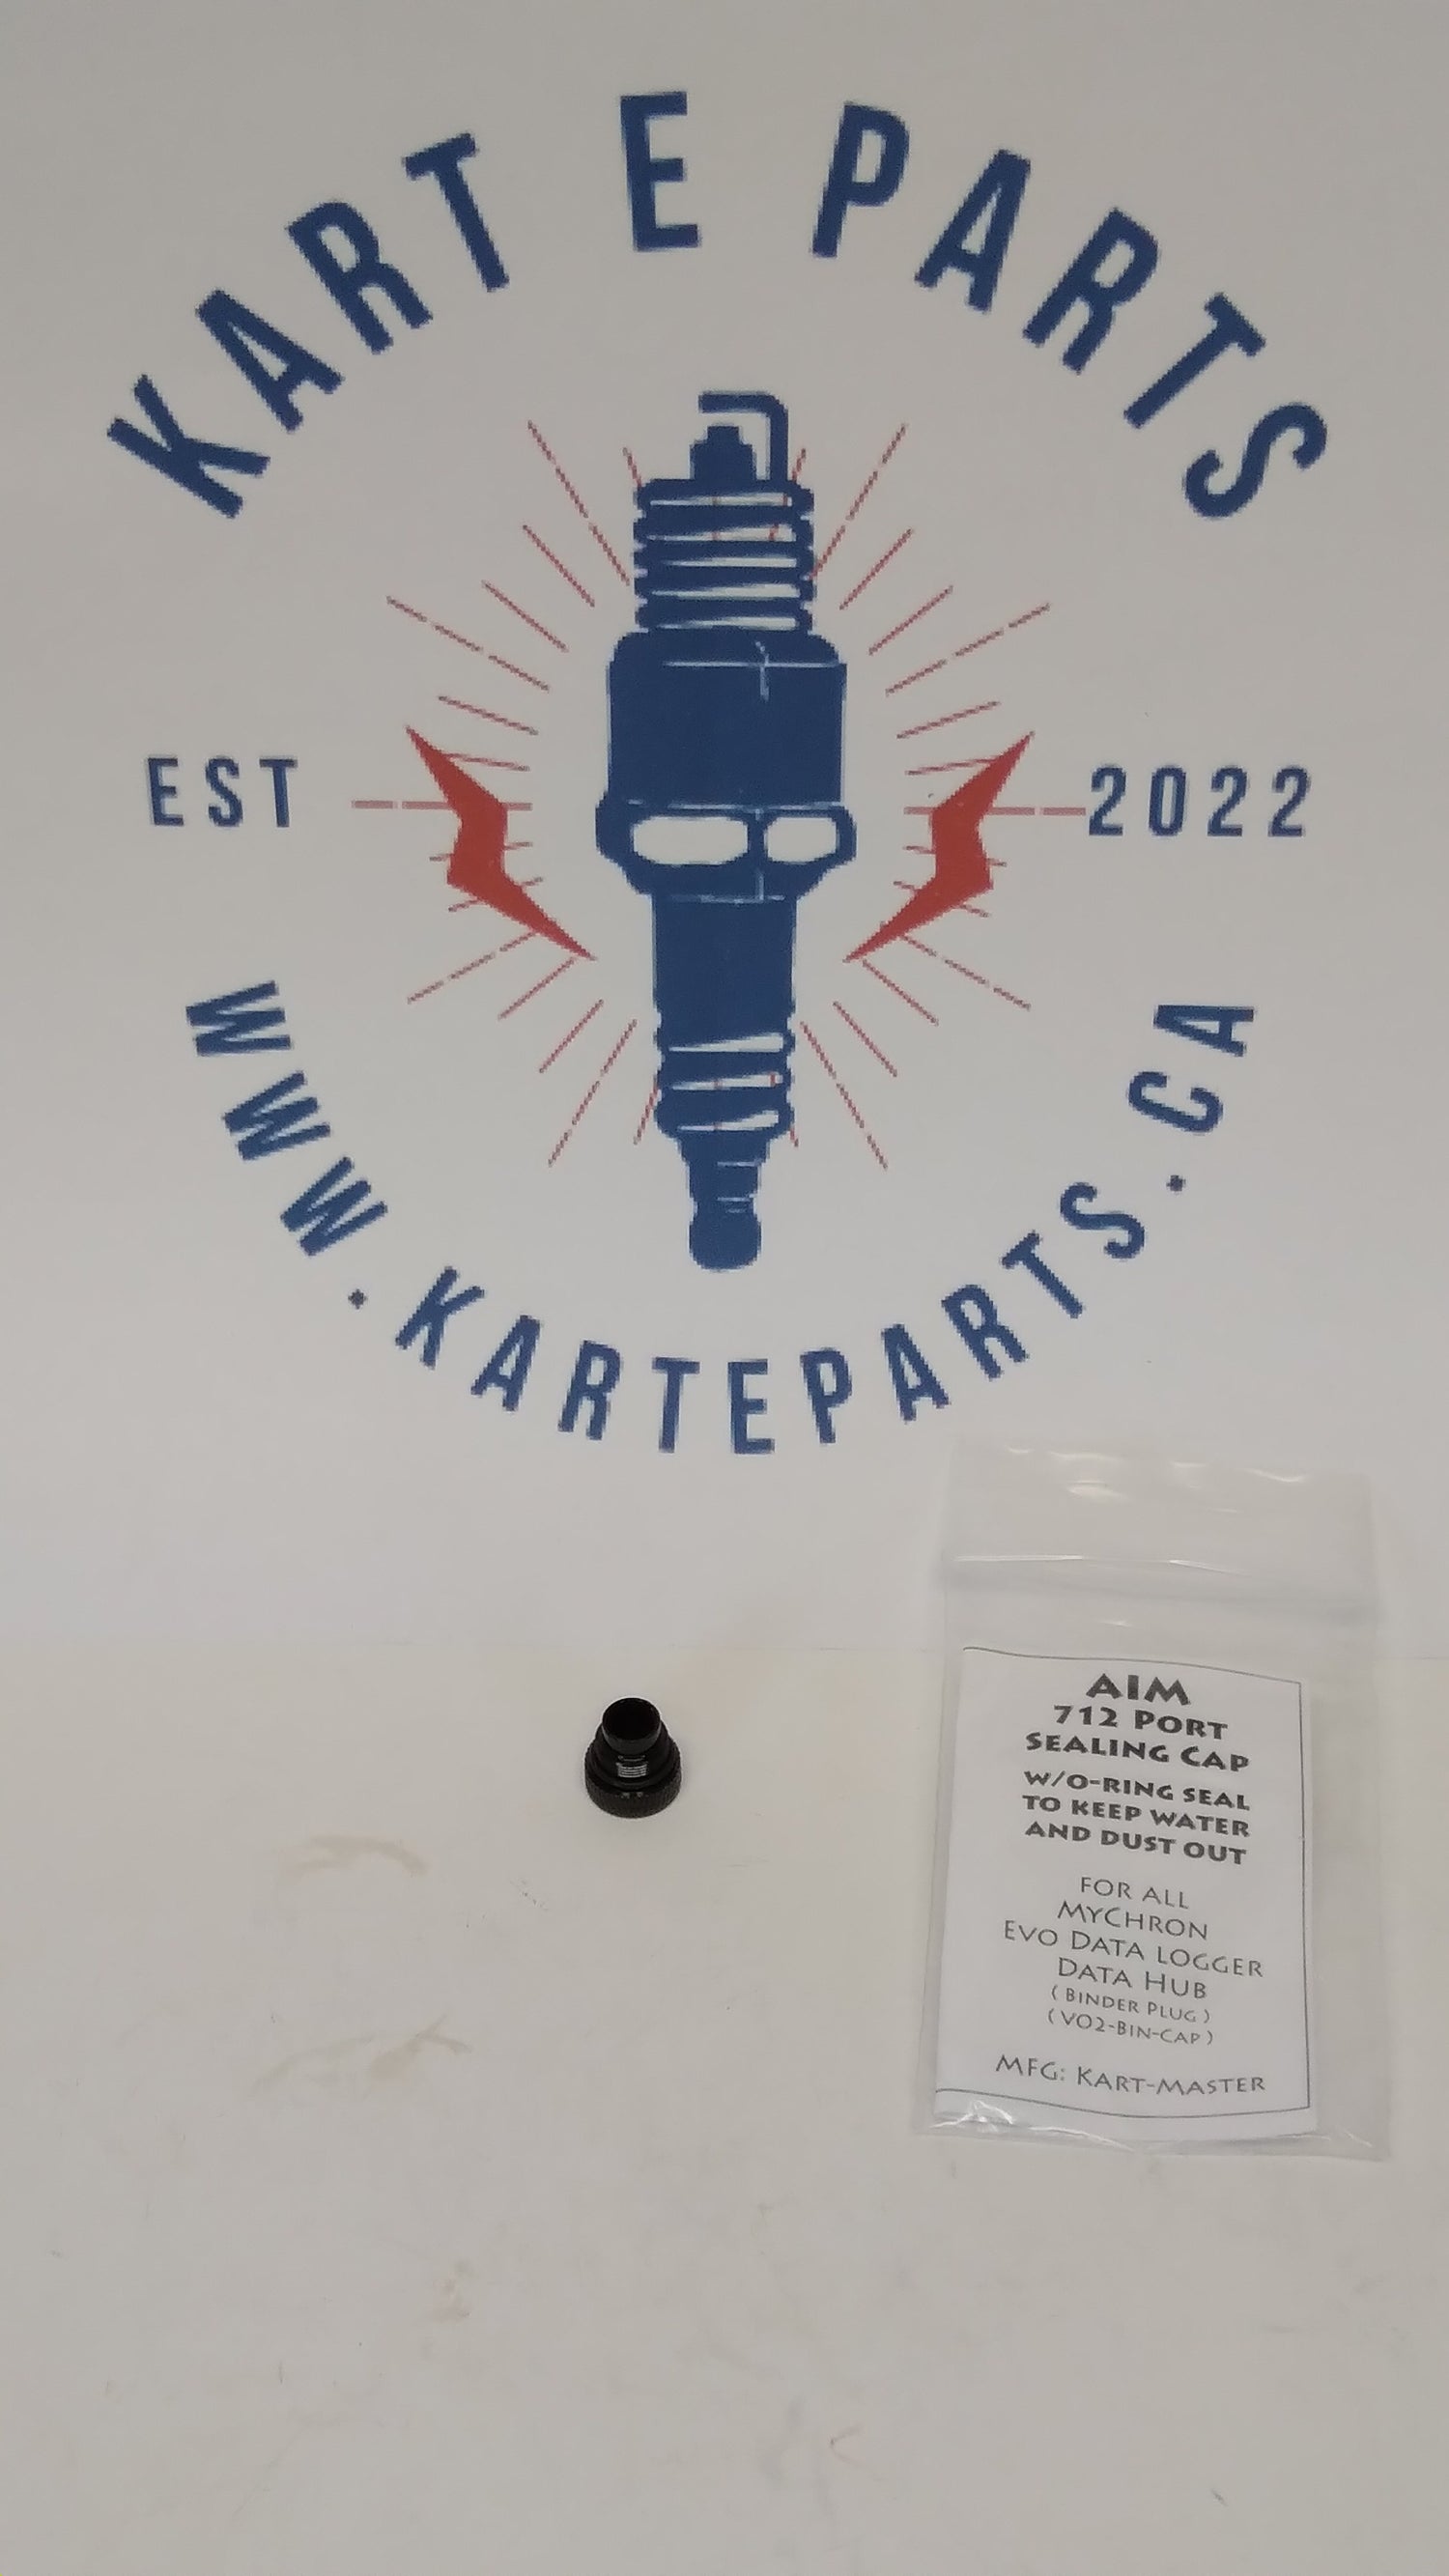 KART E PARTS
EST 2022
WWW.KARTEPARTS.CA
AIM
712 PORT
SEALING CAP
W/O-RING SEAL
TO KEEP WATER
AND DUST OUT
FOR ALL
MYCHRON
EVO DATA LOGGER
DATA HUB
( BINDER PLUG )
( VO2-BIN-CAP )
MFG: KART-MASTER